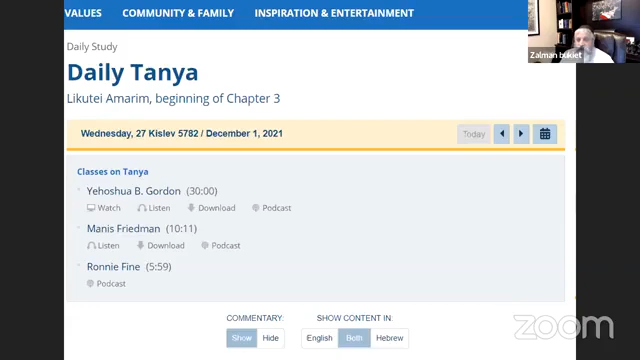 VALUES COMMUNITY & FAMILY INSPIRATION & ENTERTAINMENT
Zalman bukiet
Daily Study
Daily Tanya
Likutei Amarim, beginning of Chapter 3
Wednesday, 27 Kislev 5782 / December 1, 2021
Today
Classes on Tanya
Yehoshua B. Gordon (30:00)
Watch Listen Download Podcast
Manis Friedman (10:11)
Listen Download Podcast
Ronnie Fine (5:59)
Podcast
COMMENTARY: SHOW CONTENT IN:
Show Hide English Both Hebrew
zoom